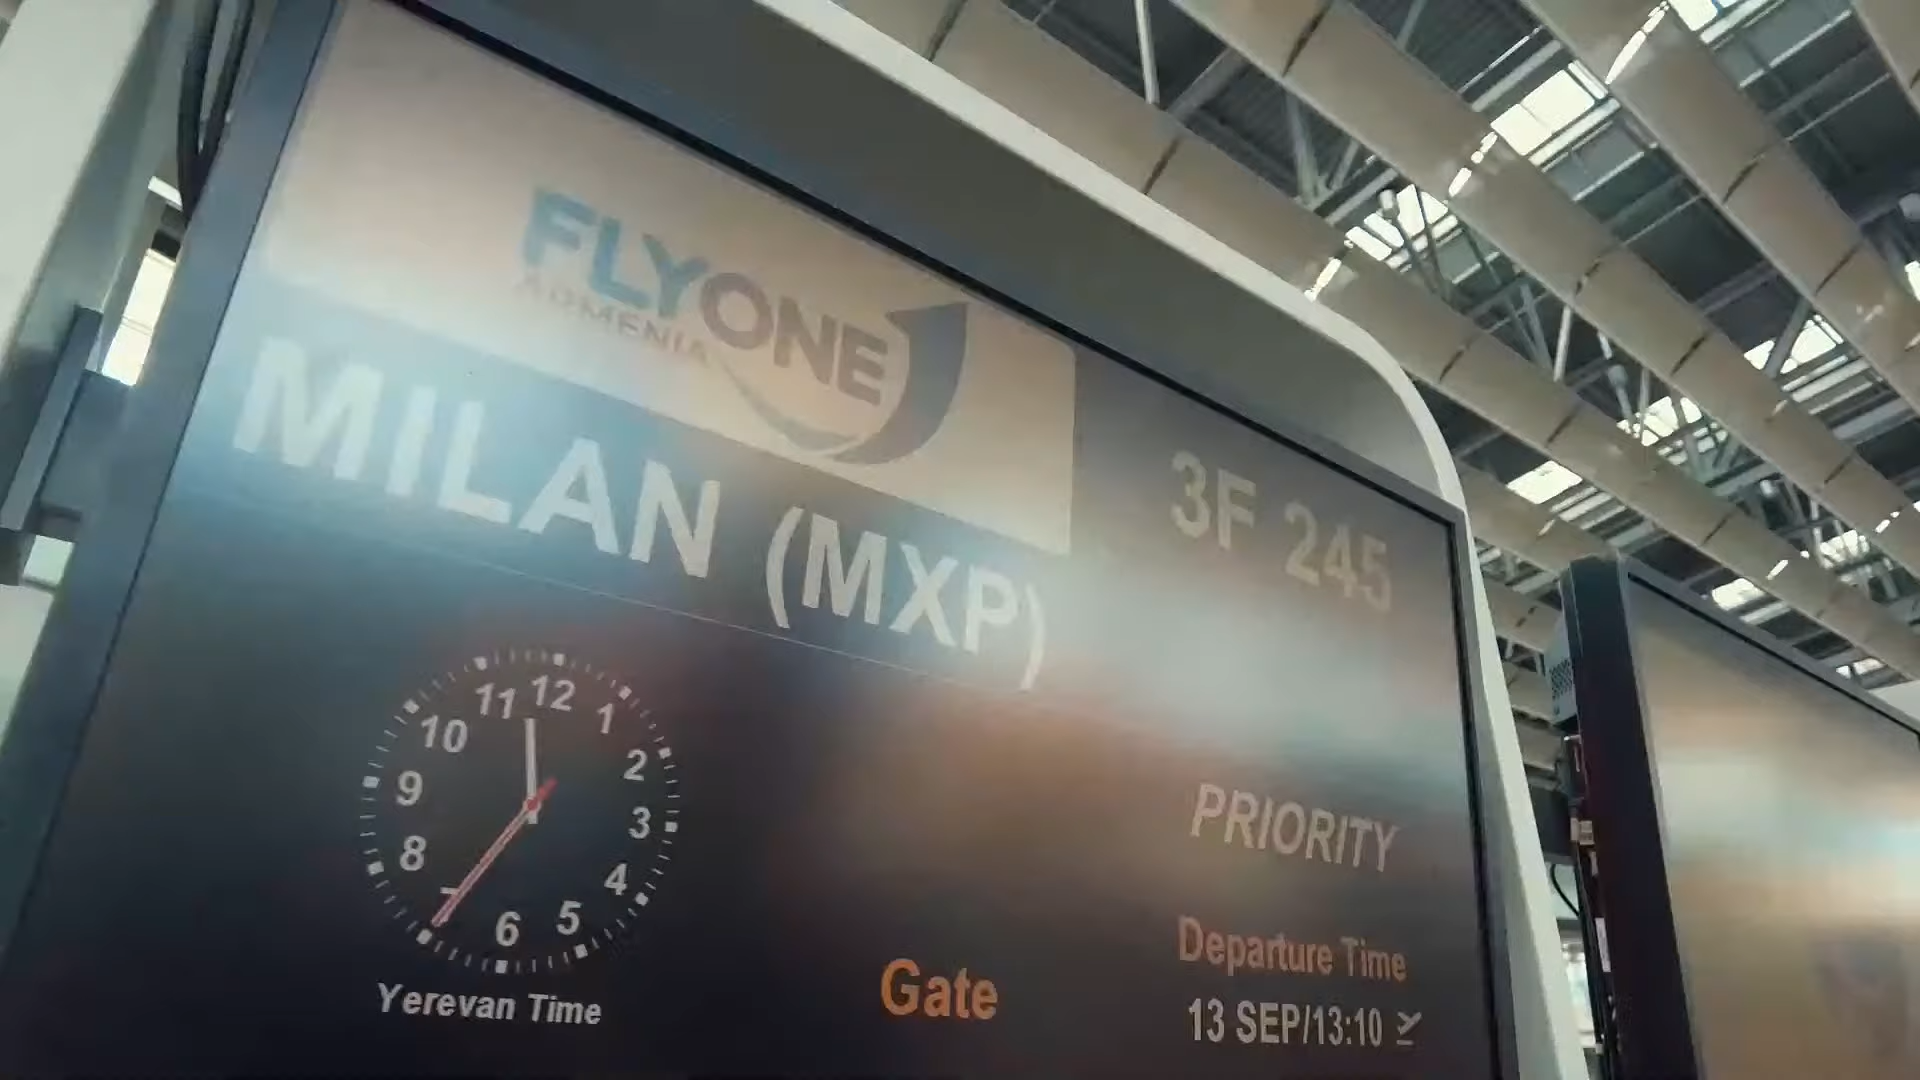 FLYONE
ARMENIA
MILAN (MXP)
3F 245
12
1
2
3
4
5
6
7
8
9
10
11
Yerevan Time
PRIORITY
Gate
Departure Time
13 SEP/13:10